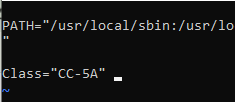 PATH="/usr/local/sbin:/usr/lo
"
Class="CC-5A"
~